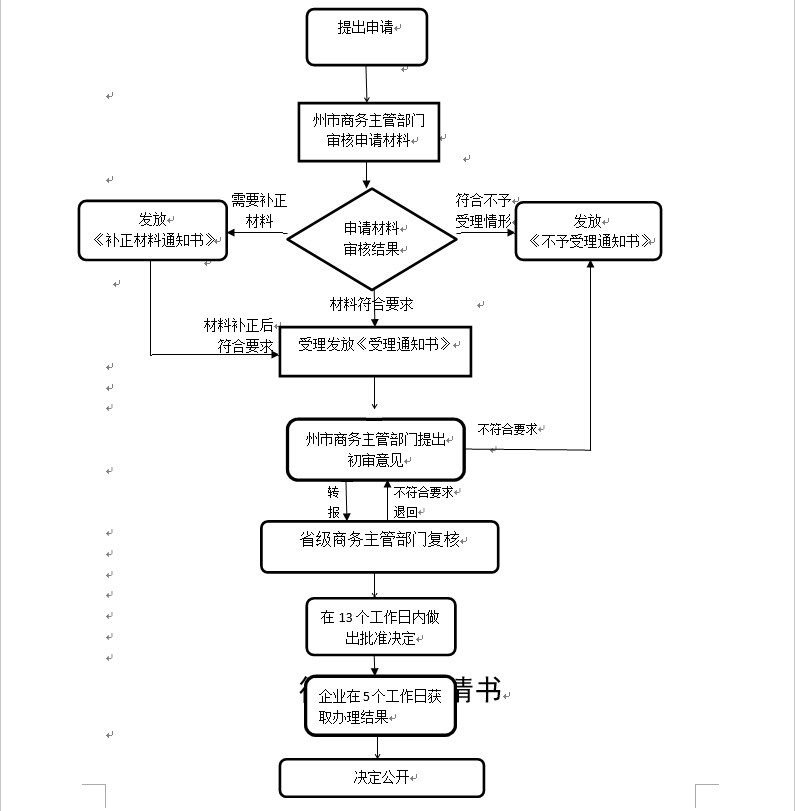 提出申请
州市商务主管部门
审核申请材料
需要补正
材料
符合不予
受理情形
发放
《补正材料通知书》
申请材料
审核结果
发放
《不予受理通知书》
材料符合要求
材料补正后
符合要求
受理发放《受理通知书》
州市商务主管部门提出
初审意见
不符合要求
转
报
不符合要求
退回
省级商务主管部门复核
在 13 个工作日内做
出批准决定
请书
企业在 5 个工作日获
取办理结果
决定公开